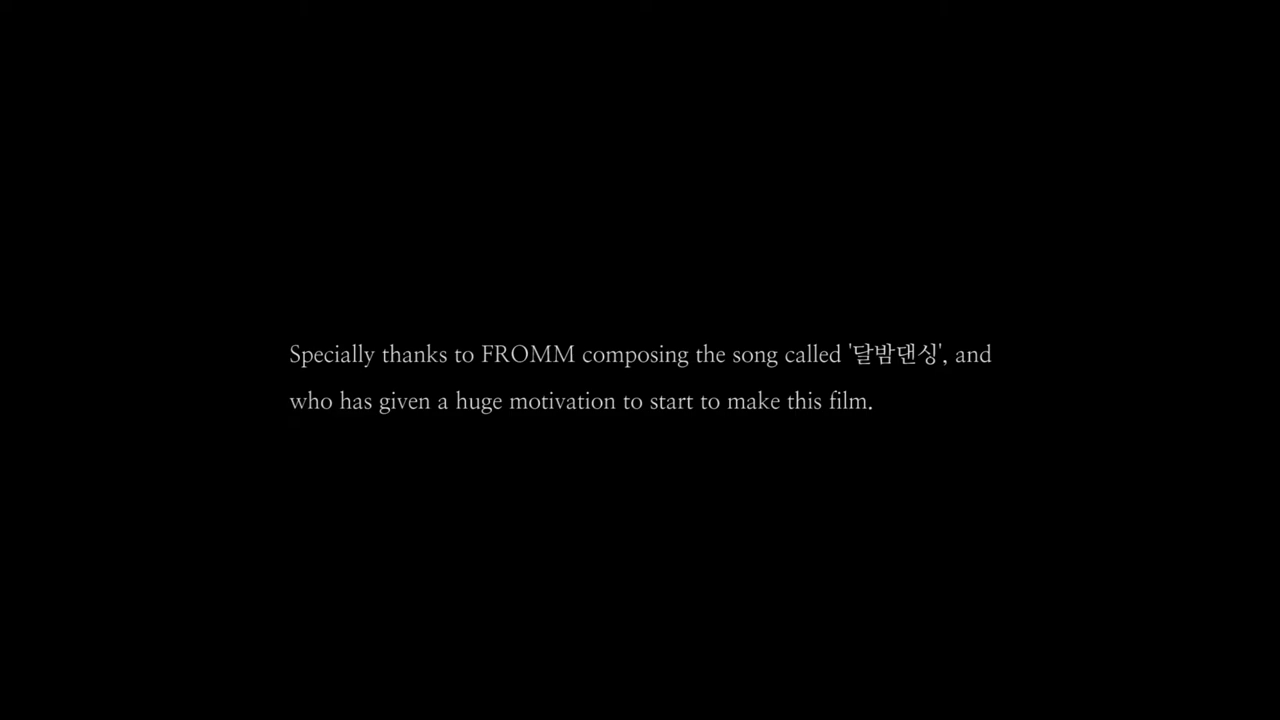 Specially thanks to FROMM composing the song called '달밤댄싱', and
who has given a huge motivation to start to make this film.